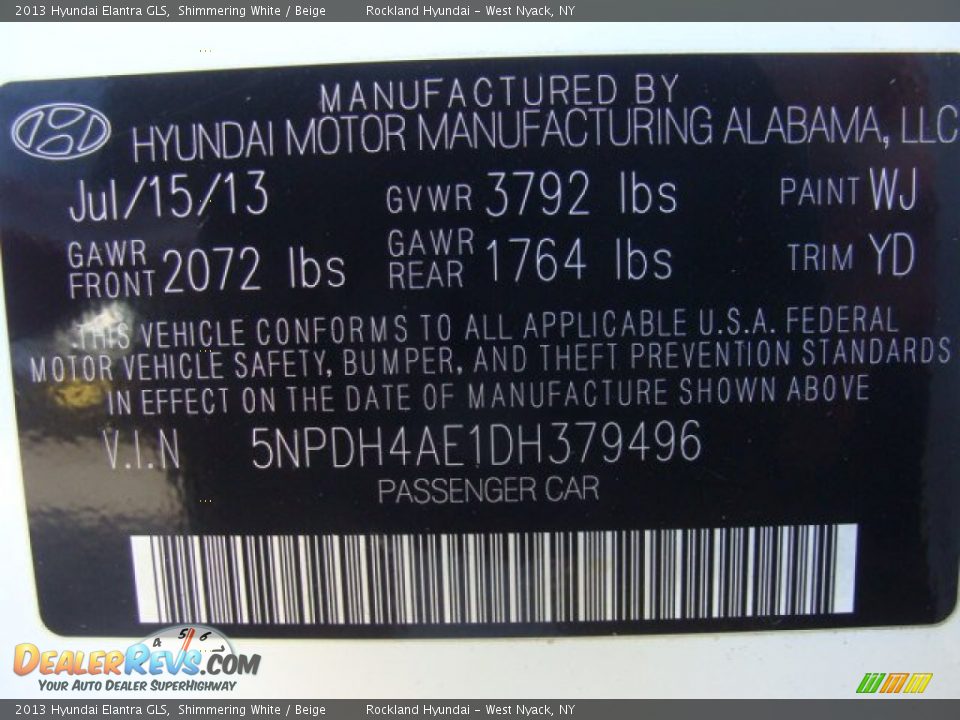 2013 Hyundai Elantra GLS, Shimmering White / Beige Rockland Hyundai - West Nyack, NY
MANUFACTURED BY
HYUNDAI MOTOR MANUFACTURING ALABAMA, LLC
Jul/15/13 GVWR 3792 lbs PAINT WJ
GAWR FRONT 2072 lbs GAWR REAR 1764 lbs TRIM YD
THIS VEHICLE CONFORMS TO ALL APPLICABLE U.S.A. FEDERAL
MOTOR VEHICLE SAFETY, BUMPER, AND THEFT PREVENTION STANDARDS
IN EFFECT ON THE DATE OF MANUFACTURE SHOWN ABOVE
V.I.N 5NPDH4AE1DH379496
PASSENGER CAR
4 5 6 7
DealerRevs.com
Your Auto Dealer SuperHighway
2013 Hyundai Elantra GLS, Shimmering White / Beige Rockland Hyundai - West Nyack, NY